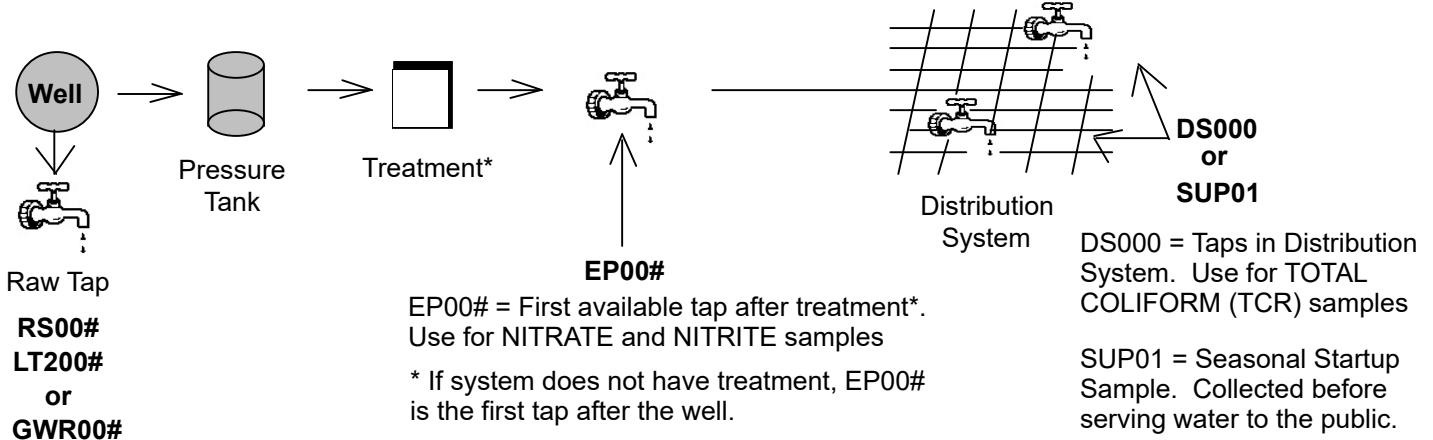 Well
Pressure
Tank
Treatment*
Raw Tap
RS00#
LT200#
or
GWR00#
EP00#
EP00# = First available tap after treatment*.
Use for NITRATE and NITRITE samples
* If system does not have treatment, EP00#
is the first tap after the well.
Distribution
System
DS000
or
SUP01
DS000 = Taps in Distribution
System. Use for TOTAL
COLIFORM (TCR) samples
SUP01 = Seasonal Startup
Sample. Collected before
serving water to the public.